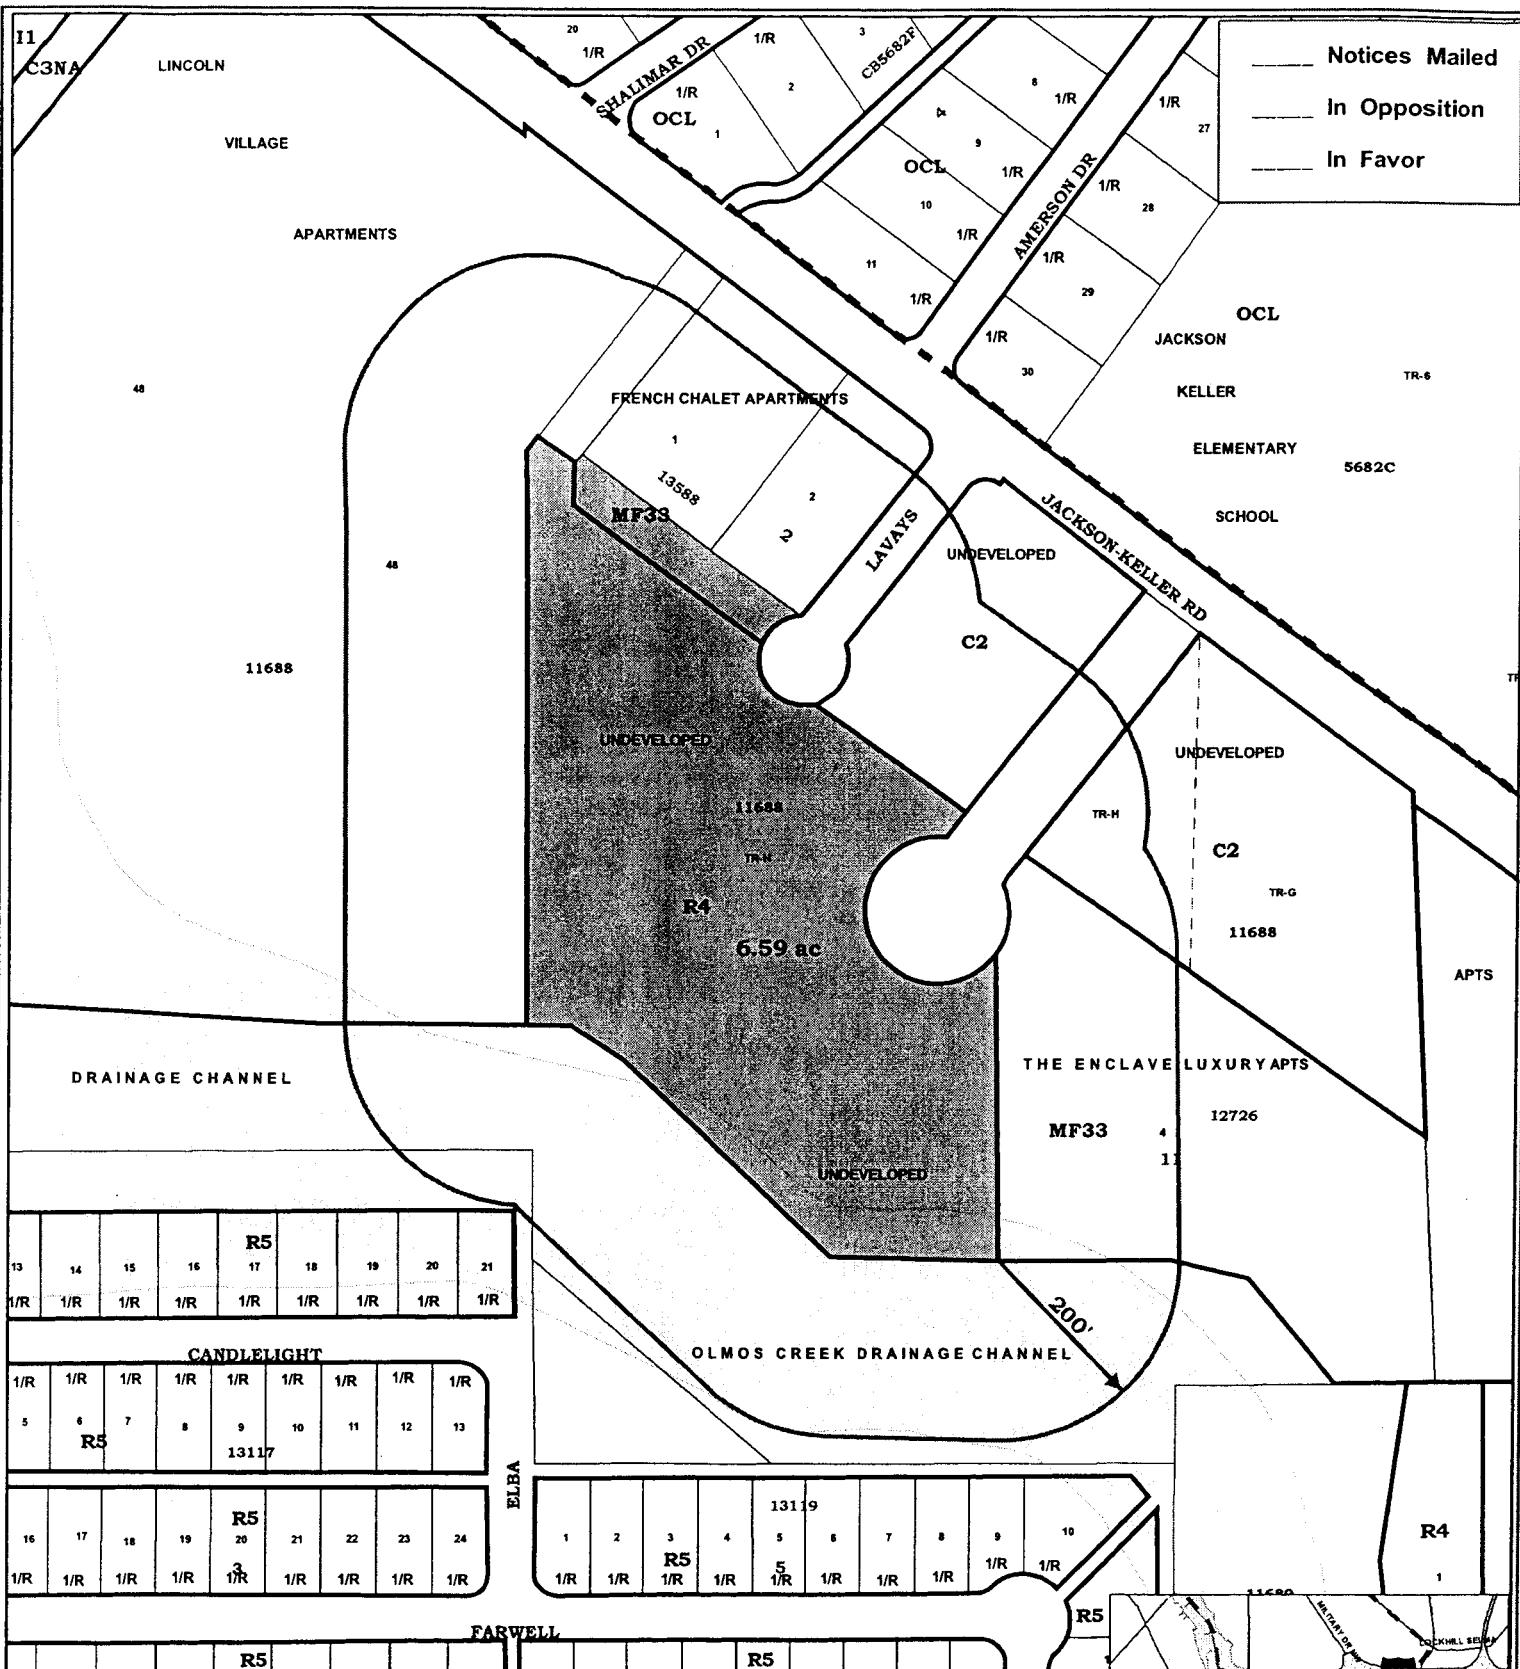 I1
C3NA
LINCOLN
VILLAGE
APARTMENTS
20
1/R
SHALIMAR DR
1/R
3
CB5682F
1/R
2
OCL
1
8
1/R
4
9
OCL
1/R
10
1/R
11
1/R
AMERSON DR
1/R
27
1/R
28
1/R
29
1/R
30
Notices Mailed
In Opposition
In Favor
OCL
JACKSON
KELLER
ELEMENTARY
SCHOOL
TR-6
5682C
48
FRENCH CHALET APARTMENTS
1
13588
2
2
MF33
LAVAYS
UNDEVELOPED
JACKSON-KELLER RD
C2
48
11688
UNDEVELOPED
11688
R4
6.59 ac
UNDEVELOPED
TR-H
C2
TR-G
11688
APTS
DRAINAGE CHANNEL
THE ENCLAVE LUXURY APTS
12726
MF33
4
11
UNDEVELOPED
R5
13
14
15
16
17
18
19
20
21
1/R
1/R
1/R
1/R
1/R
1/R
1/R
1/R
1/R
200'
OLMOS CREEK DRAINAGE CHANNEL
CANDLELIGHT
1/R
1/R
1/R
1/R
1/R
1/R
1/R
1/R
1/R
5
6
7
8
9
10
11
12
13
R5
13117
ELBA
R5
16
17
18
19
20
21
22
23
24
3
1/R
1/R
1/R
1/R
1/R
1/R
1/R
1/R
1/R
13119
1
2
3
4
5
6
7
8
9
10
R5
5
1/R
1/R
1/R
1/R
1/R
1/R
1/R
1/R
1/R
1/R
R4
1
11680
R5
FARWELL
R5
R5
MILITARY DR NW
LOCKHILL SELMA